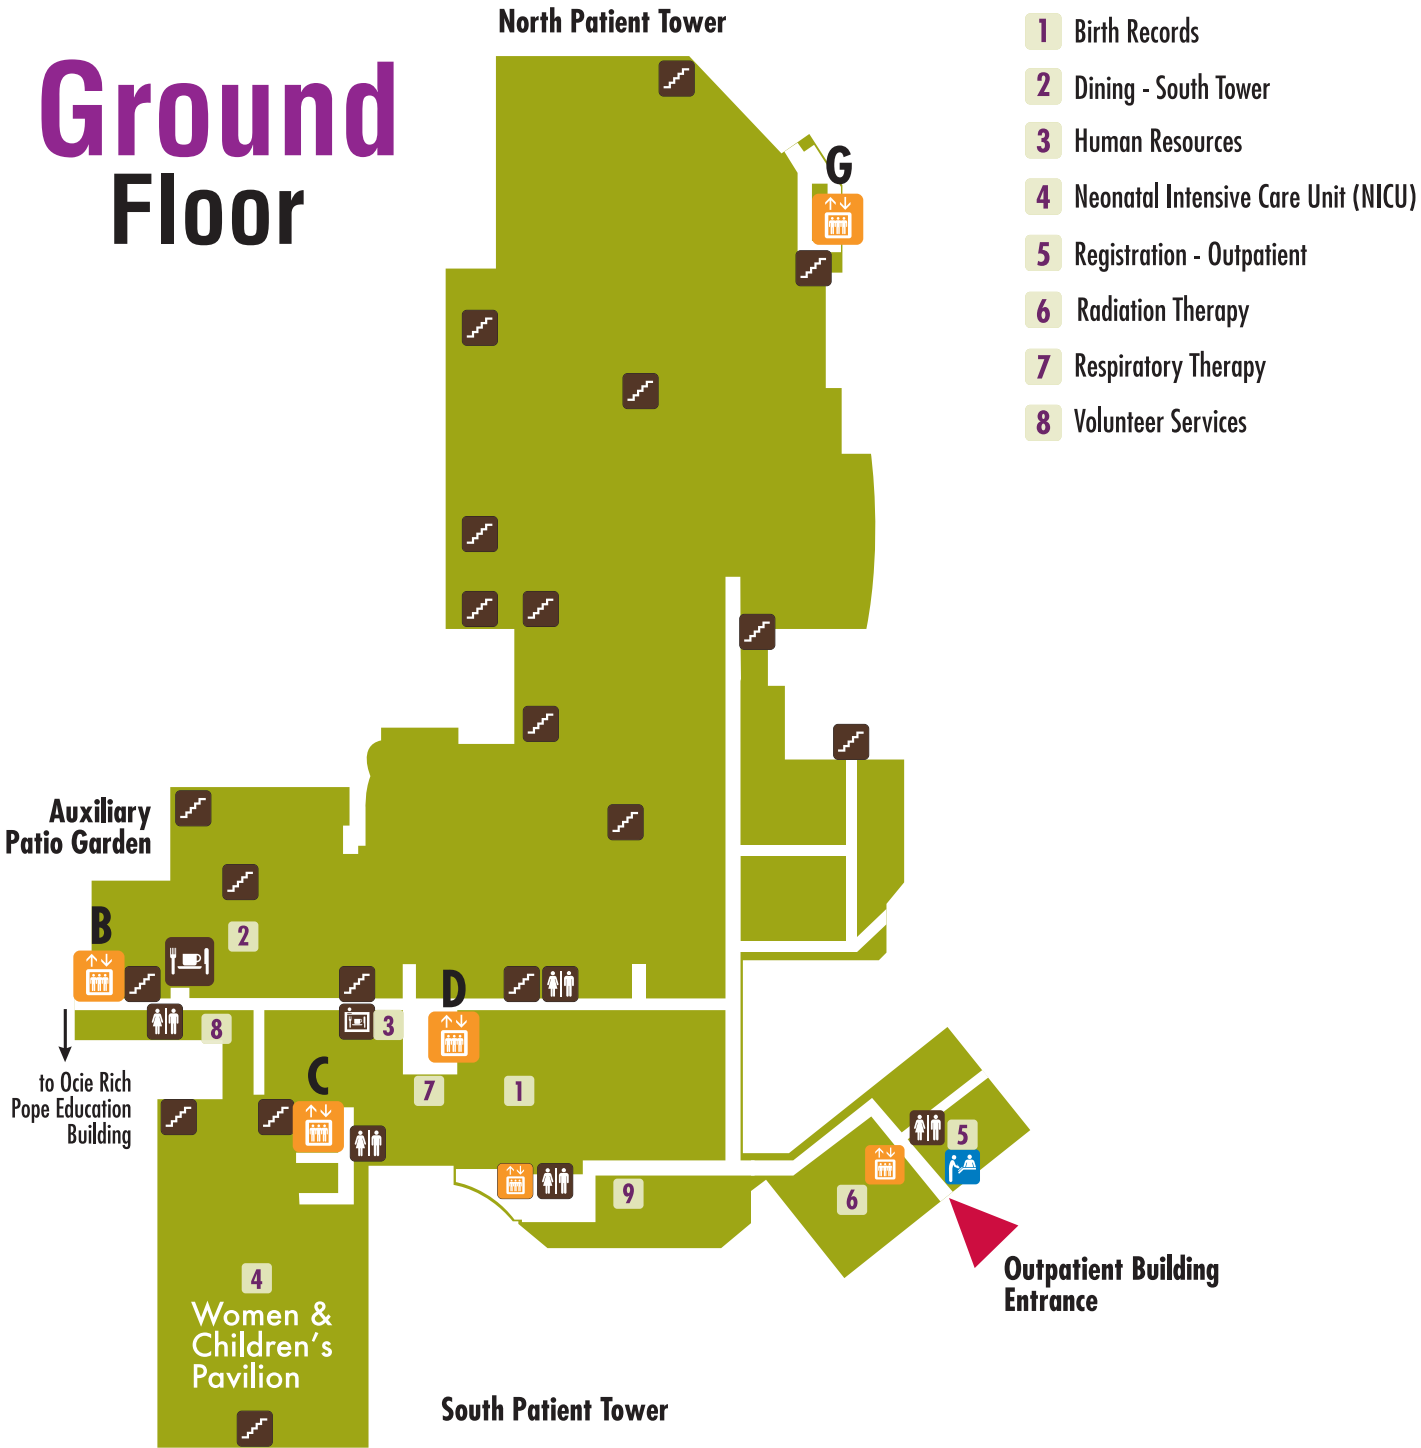 North Patient Tower
Ground
Floor
1 Birth Records
2 Dining - South Tower
3 Human Resources
4 Neonatal Intensive Care Unit (NICU)
5 Registration - Outpatient
6 Radiation Therapy
7 Respiratory Therapy
8 Volunteer Services
G
Auxiliary
Patio Garden
B
2
D
8
3
to Ocie Rich
Pope Education
Building
C
7
1
5
9
6
Outpatient Building
Entrance
4
Women &
Children's
Pavilion
South Patient Tower